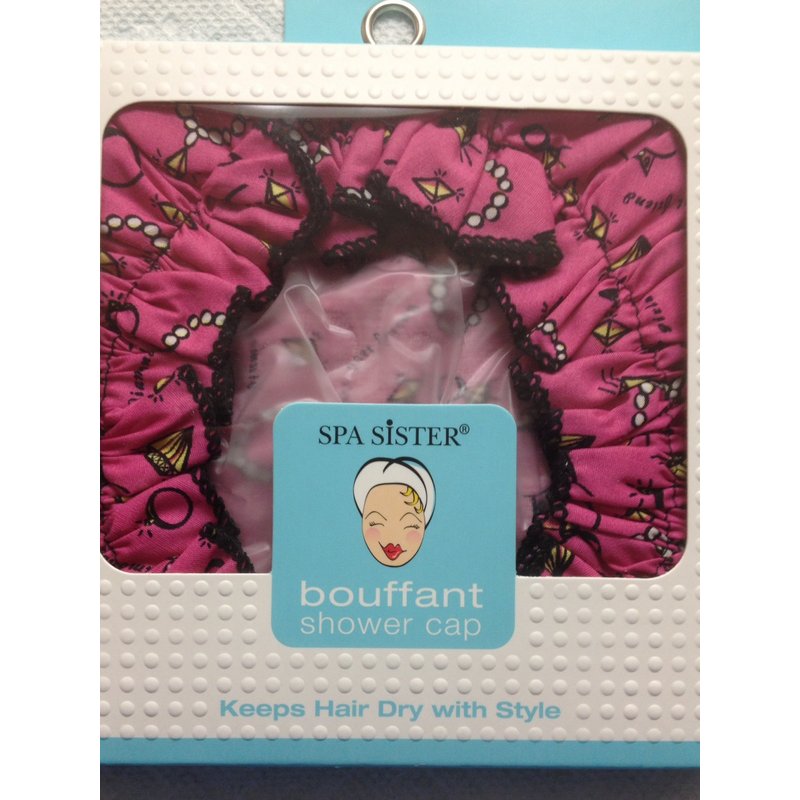 SPA SISTER®
bouffant
shower cap
Keeps Hair Dry with Style